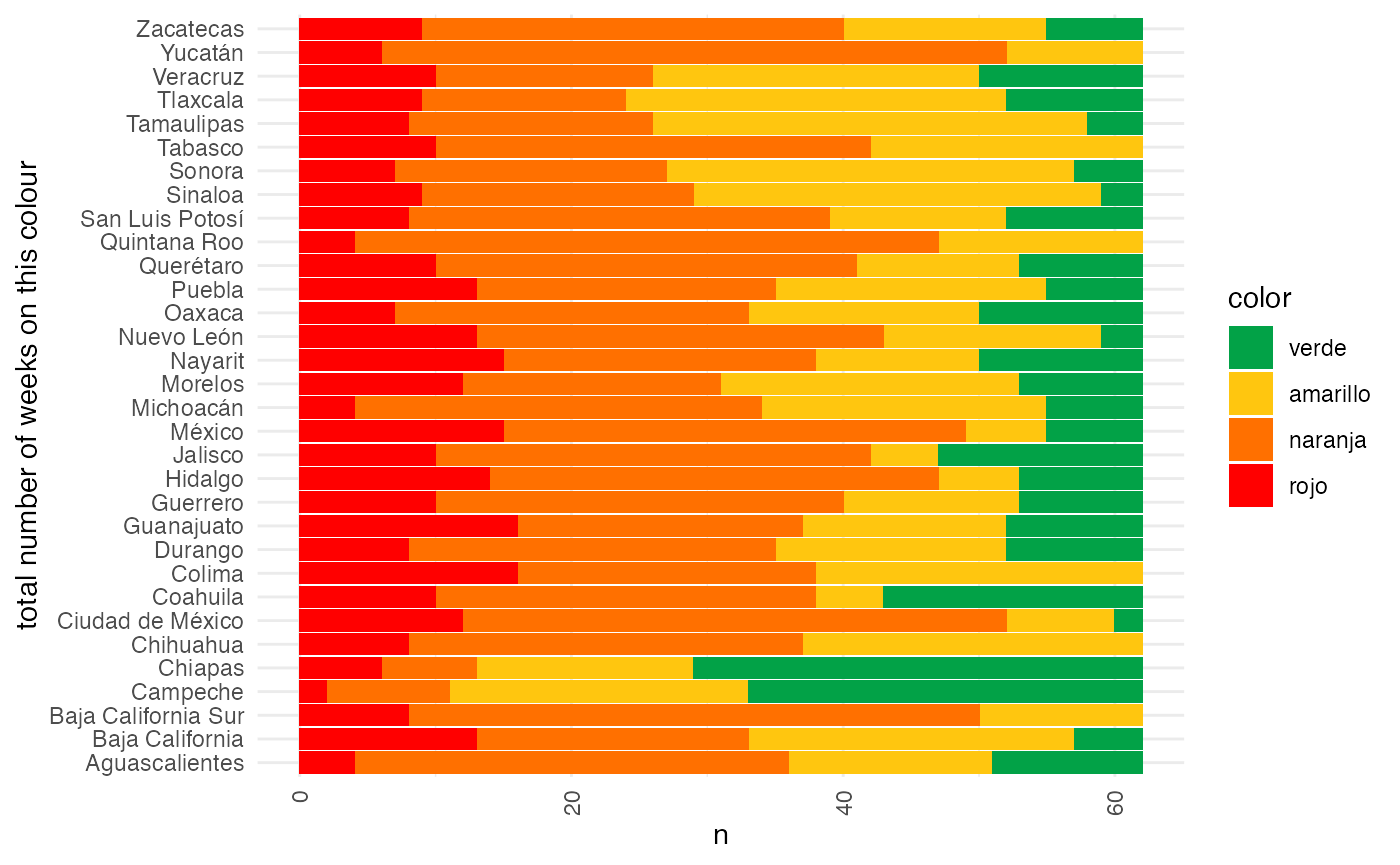 total number of weeks on this colour
Zacatecas
Yucatán
Veracruz
Tlaxcala
Tamaulipas
Tabasco
Sonora
Sinaloa
San Luis Potosí
Quintana Roo
Querétaro
Puebla
Oaxaca
Nuevo León
Nayarit
Morelos
Michoacán
México
Jalisco
Hidalgo
Guerrero
Guanajuato
Durango
Colima
Coahuila
Ciudad de México
Chihuahua
Chiapas
Campeche
Baja California Sur
Baja California
Aguascalientes
0
20
40
60
n
color
verde
amarillo
naranja
rojo